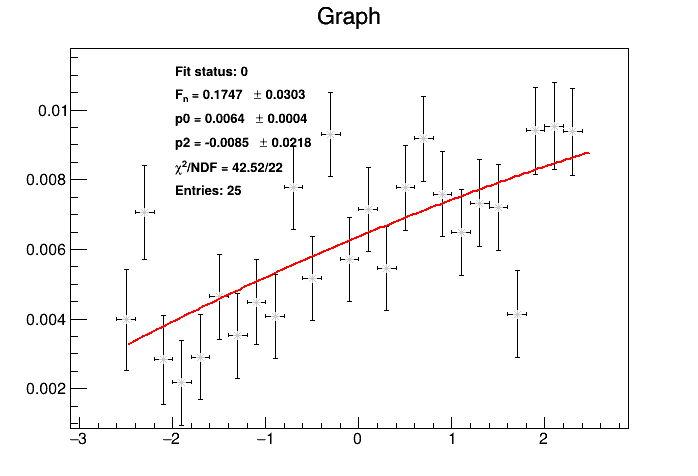 Graph
Fit status: 0
Fn = 0.1747 ± 0.0303
p0 = 0.0064 ± 0.0004
p2 = -0.0085 ± 0.0218
χ²/NDF = 42.52/22
Entries: 25
0.01
0.008
0.006
0.004
0.002
−3 −2 −1 0 1 2